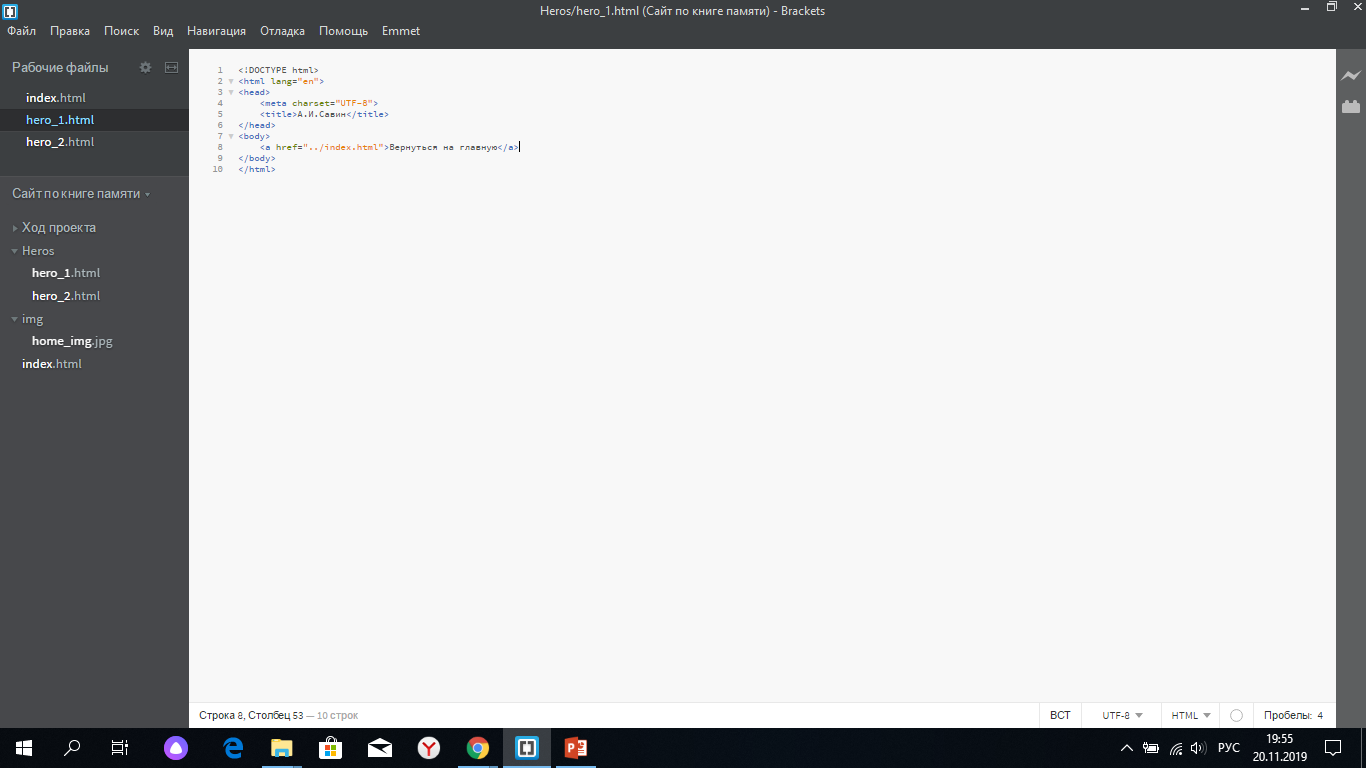 Heros/hero_1.html (Сайт по книге памяти) - Brackets
Файл Правка Поиск Вид Навигация Отладка Помощь Emmet
Рабочие файлы
index.html
hero_1.html
hero_2.html
Сайт по книге памяти
Ход проекта
Heros
hero_1.html
hero_2.html
img
home_img.jpg
index.html
1 <!DOCTYPE html>
2 <html lang="en">
3 <head>
4 <meta charset="UTF-8">
5 <title>А.И.Савин</title>
6 </head>
7 <body>
8 <a href="../index.html">Вернуться на главную</a>
9 </body>
10 </html>
Строка 8, Столбец 53 — 10 строк ВСТ UTF-8 HTML Пробелы: 4
РУС
19:55
20.11.2019